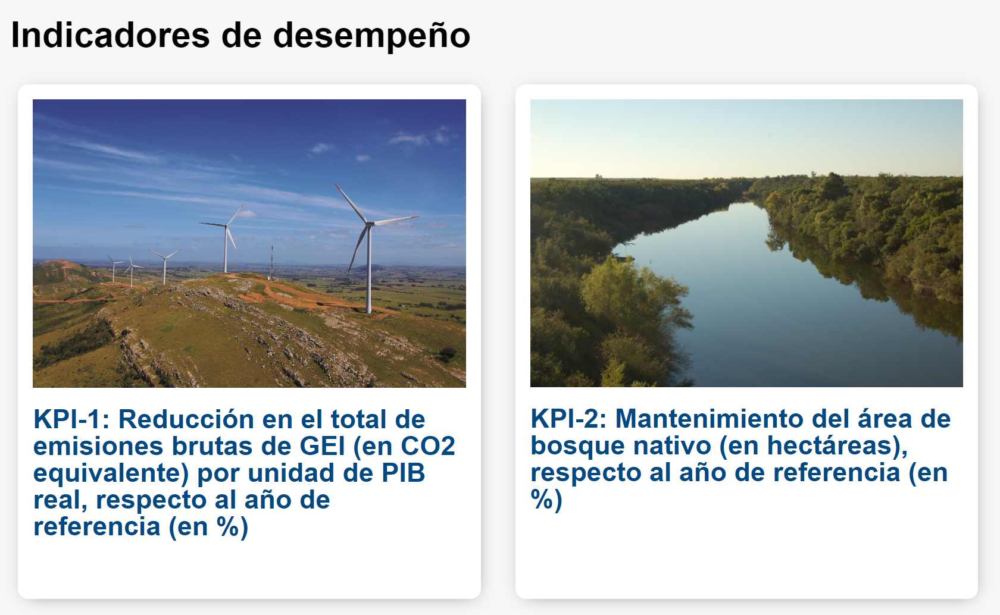 Indicadores de desempeño
KPI-1: Reducción en el total de
emisiones brutas de GEI (en CO2
equivalente) por unidad de PIB
real, respecto al año de
referencia (en %)
KPI-2: Mantenimiento del área de
bosque nativo (en hectáreas),
respecto al año de referencia (en
%)